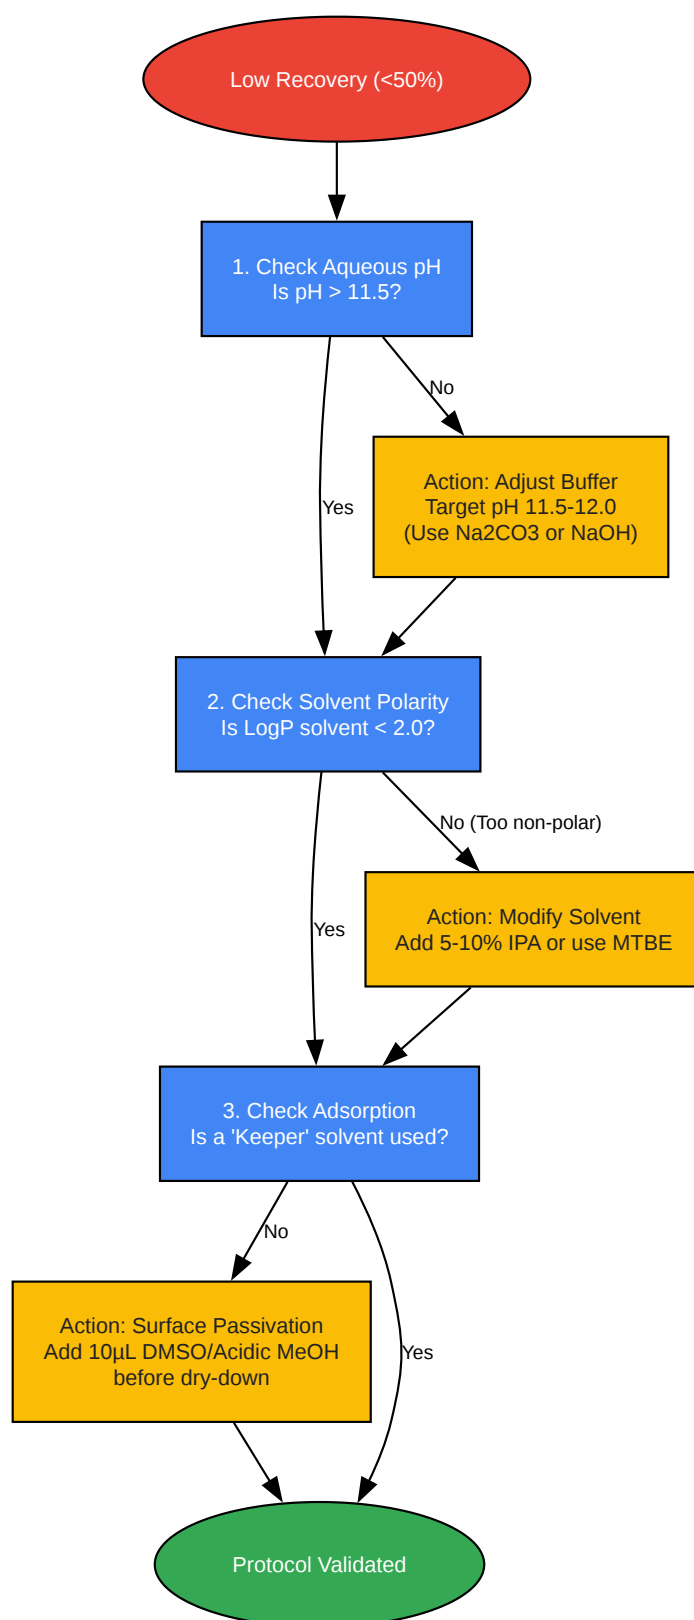 Low Recovery (<50%)
1. Check Aqueous pH
Is pH > 11.5?
No
Action: Adjust Buffer
Target pH 11.5-12.0
(Use Na2CO3 or NaOH)
Yes
2. Check Solvent Polarity
Is LogP solvent < 2.0?
No (Too non-polar)
Action: Modify Solvent
Add 5-10% IPA or use MTBE
Yes
3. Check Adsorption
Is a 'Keeper' solvent used?
No
Action: Surface Passivation
Add 10µL DMSO/Acidic MeOH
before dry-down
Yes
Protocol Validated